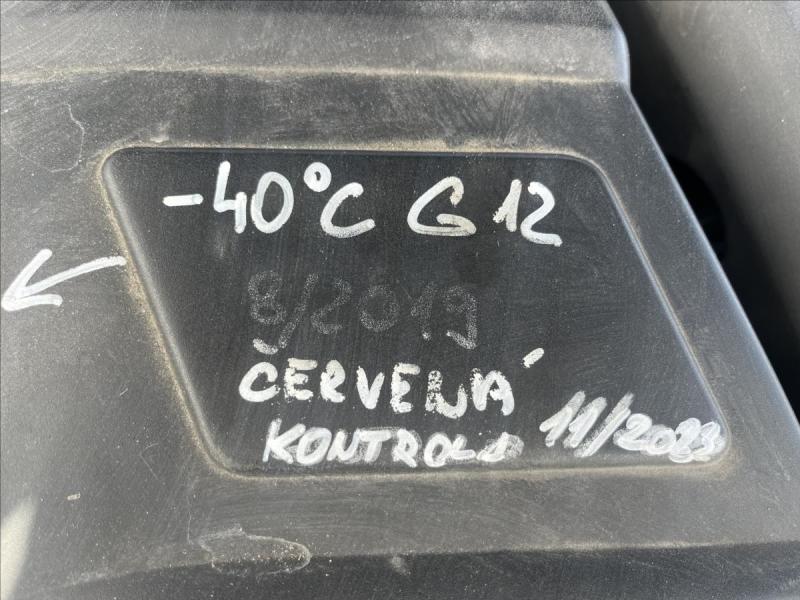 -40°C G12
8/2019
ČERVENÁ
KONTROLA 11/2023